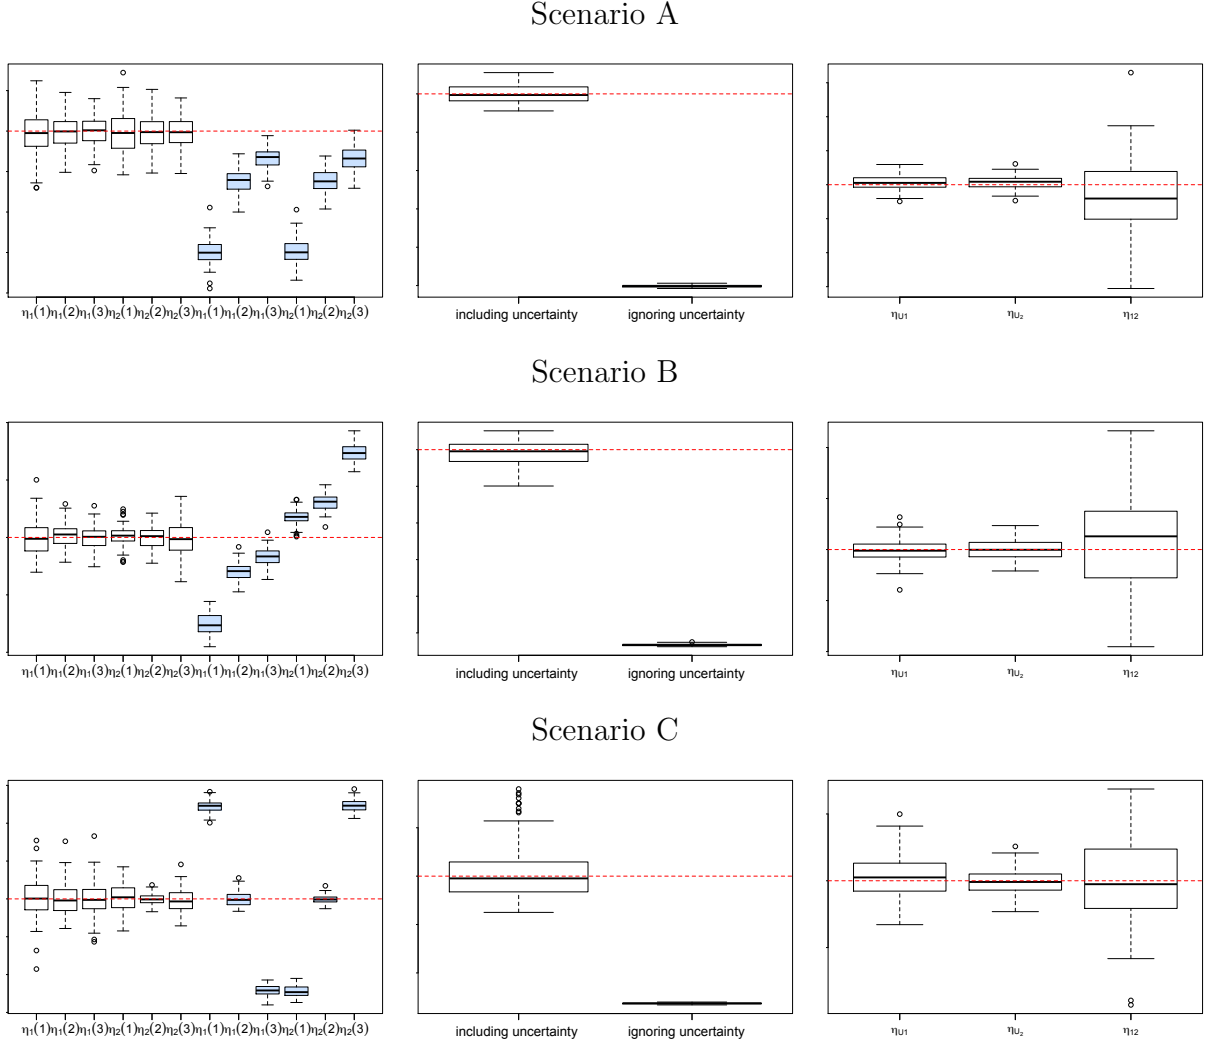 Scenario A
η₁(1) η₁(2) η₁(3) η₂(1) η₂(2) η₂(3) η₁(1) η₁(2) η₁(3) η₂(1) η₂(2) η₂(3)
including uncertainty ignoring uncertainty
ηU1 ηU₂ η12
Scenario B
η₁(1) η₁(2) η₁(3) η₂(1) η₂(2) η₂(3) η₁(1) η₁(2) η₁(3) η₂(1) η₂(2) η₂(3)
including uncertainty ignoring uncertainty
ηU1 ηU₂ η12
Scenario C
η₁(1) η₁(2) η₁(3) η₂(1) η₂(2) η₂(3) η₁(1) η₁(2) η₁(3) η₂(1) η₂(2) η₂(3)
including uncertainty ignoring uncertainty
ηU1 ηU₂ η12